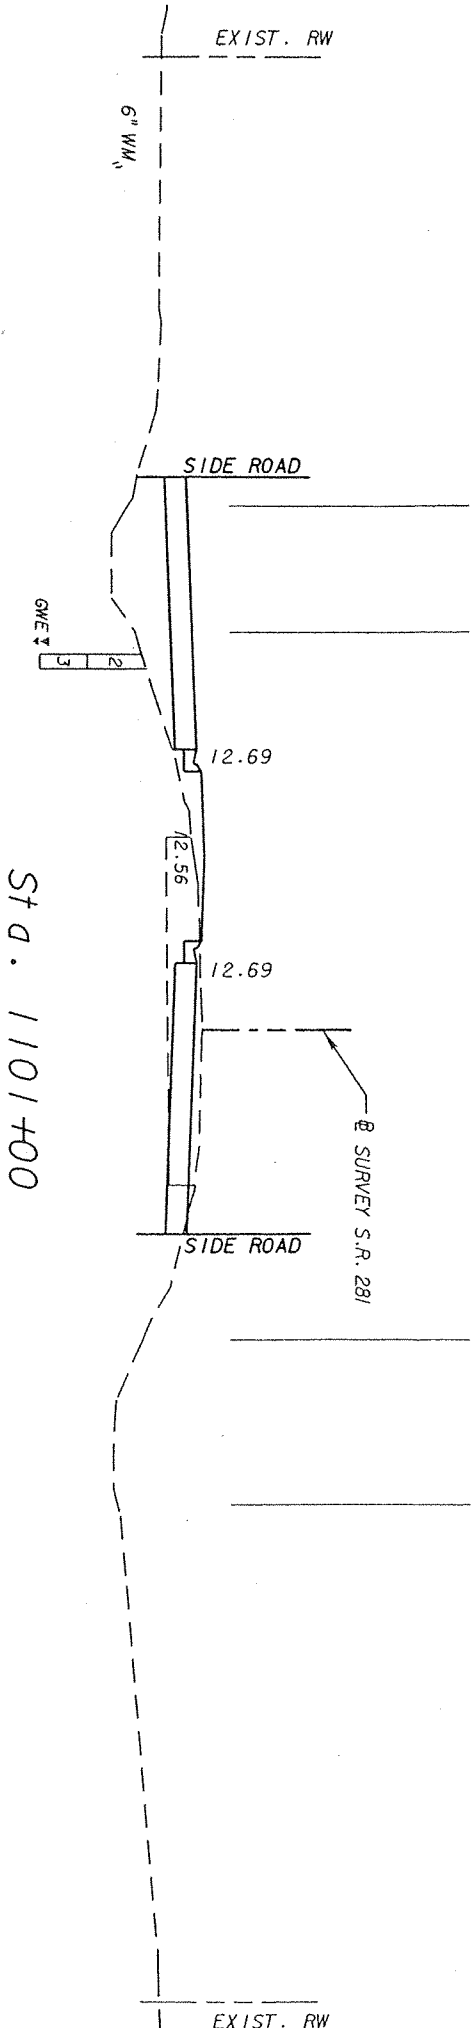 EXIST. RW
6" WM
SIDE ROAD
GWE
3
2
12.69
12.56
12.69
℄ SURVEY S.R. 281
Sta. 1101+00
SIDE ROAD
EXIST. RW